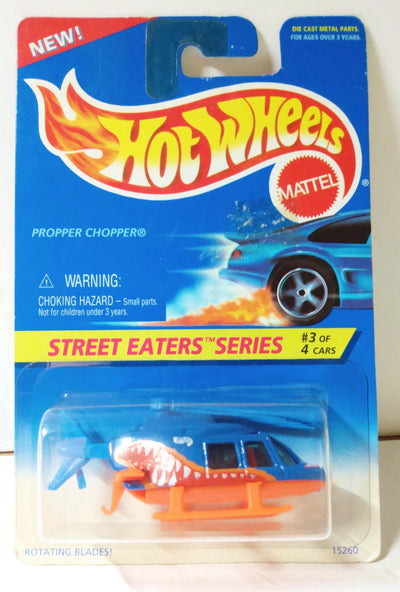 NEW!
DIE CAST METAL PARTS.
FOR AGES OVER 3 YEARS.
HOT WHEELS
MATTEL
®
PROPPER CHOPPER®
⚠ WARNING:
CHOKING HAZARD – Small parts.
Not for children under 3 years.
STREET EATERS™ SERIES
#3 OF
4 CARS
ROTATING BLADES!
15260